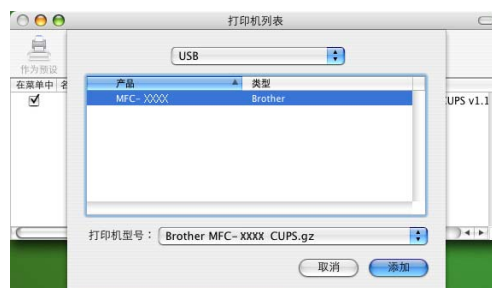 打印机列表
作为预设
USB
在菜单中 名
产品 类型
MFC- XXXX Brother
CUPS v1.1
打印机型号： Brother MFC-XXXX CUPS.gz
取消 添加